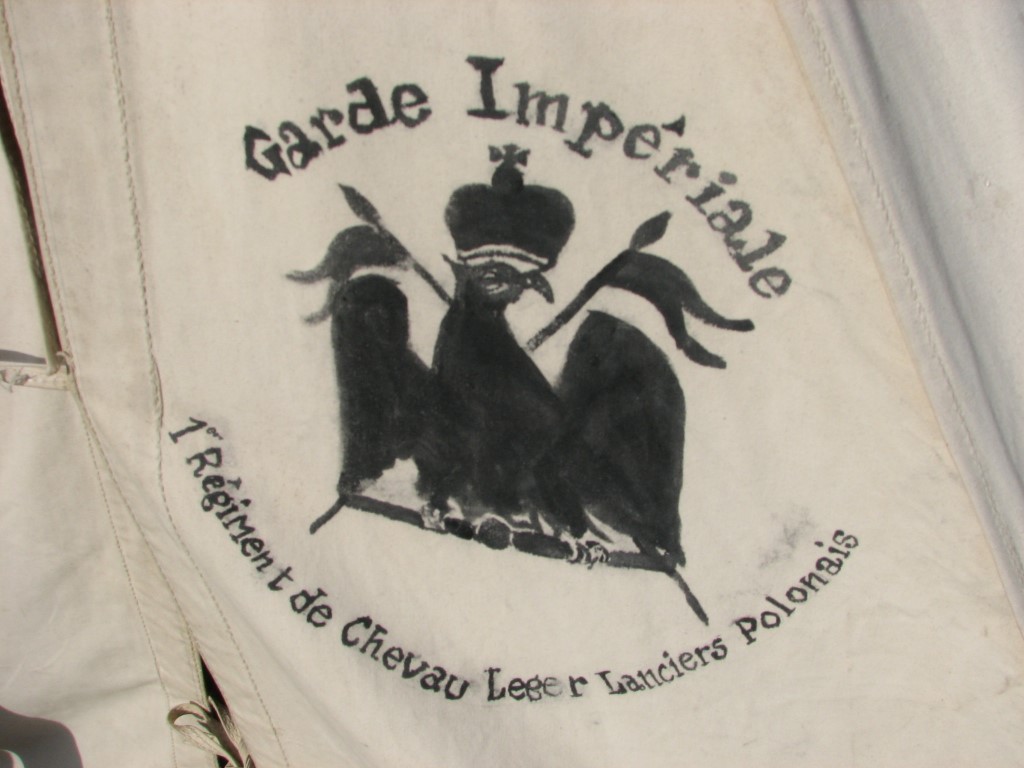 Garde Impériale
1er Régiment de Chevau Leger Lanciers Polonais